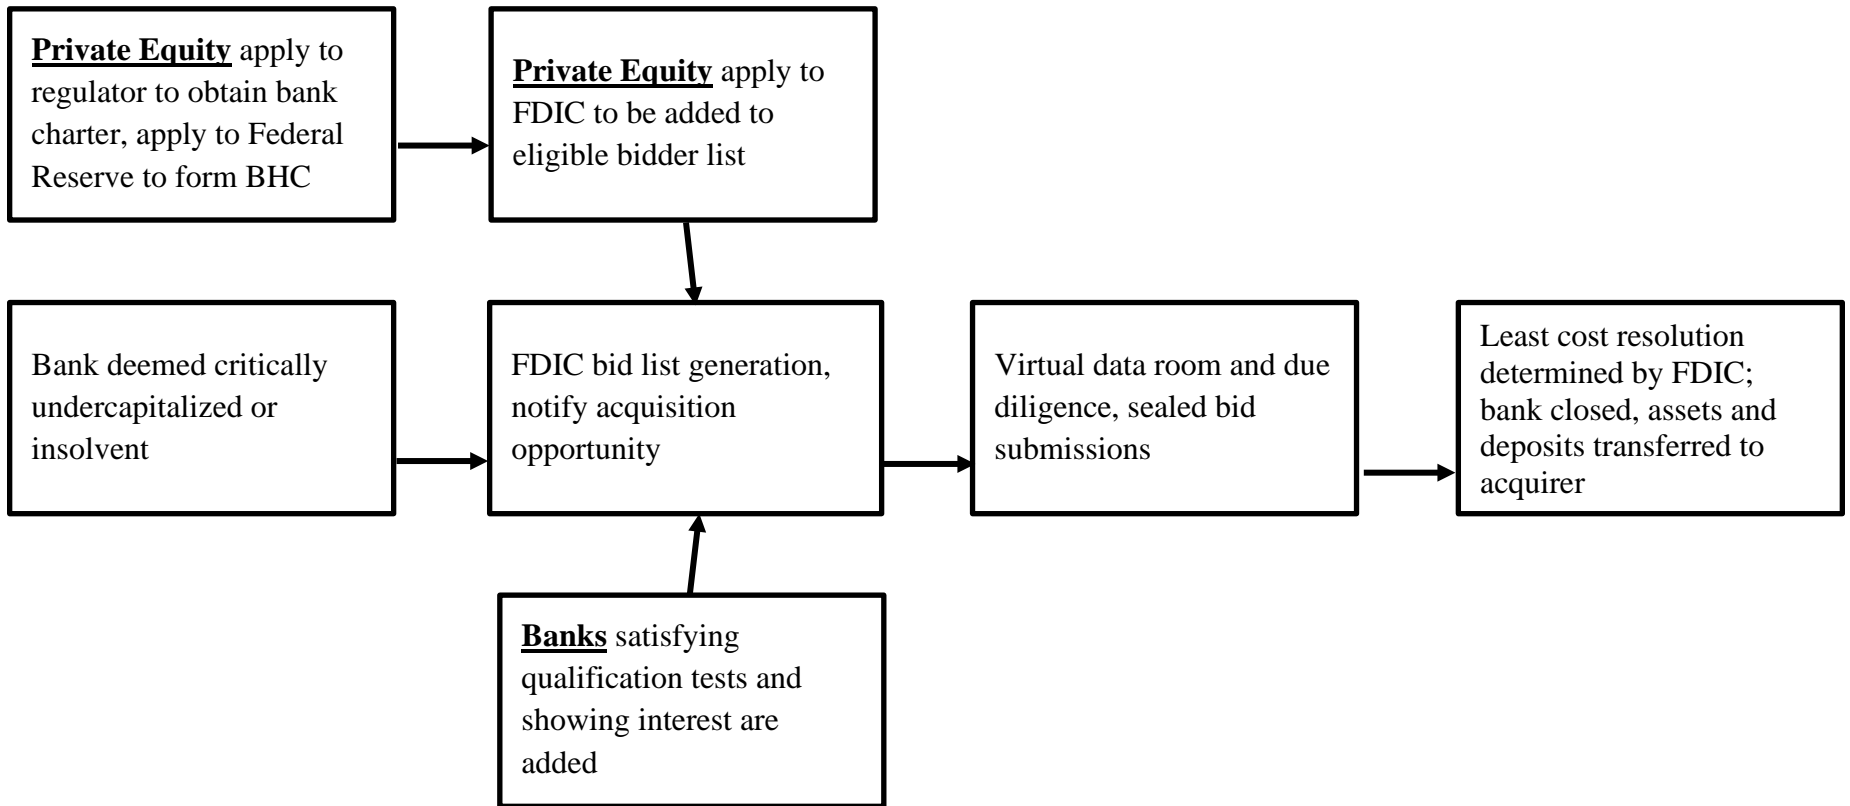 Private Equity apply to
regulator to obtain bank
charter, apply to Federal
Reserve to form BHC
Private Equity apply to
FDIC to be added to
eligible bidder list
Bank deemed critically
undercapitalized or
insolvent
FDIC bid list generation,
notify acquisition
opportunity
Virtual data room and due
diligence, sealed bid
submissions
Least cost resolution
determined by FDIC;
bank closed, assets and
deposits transferred to
acquirer
Banks satisfying
qualification tests and
showing interest are
added